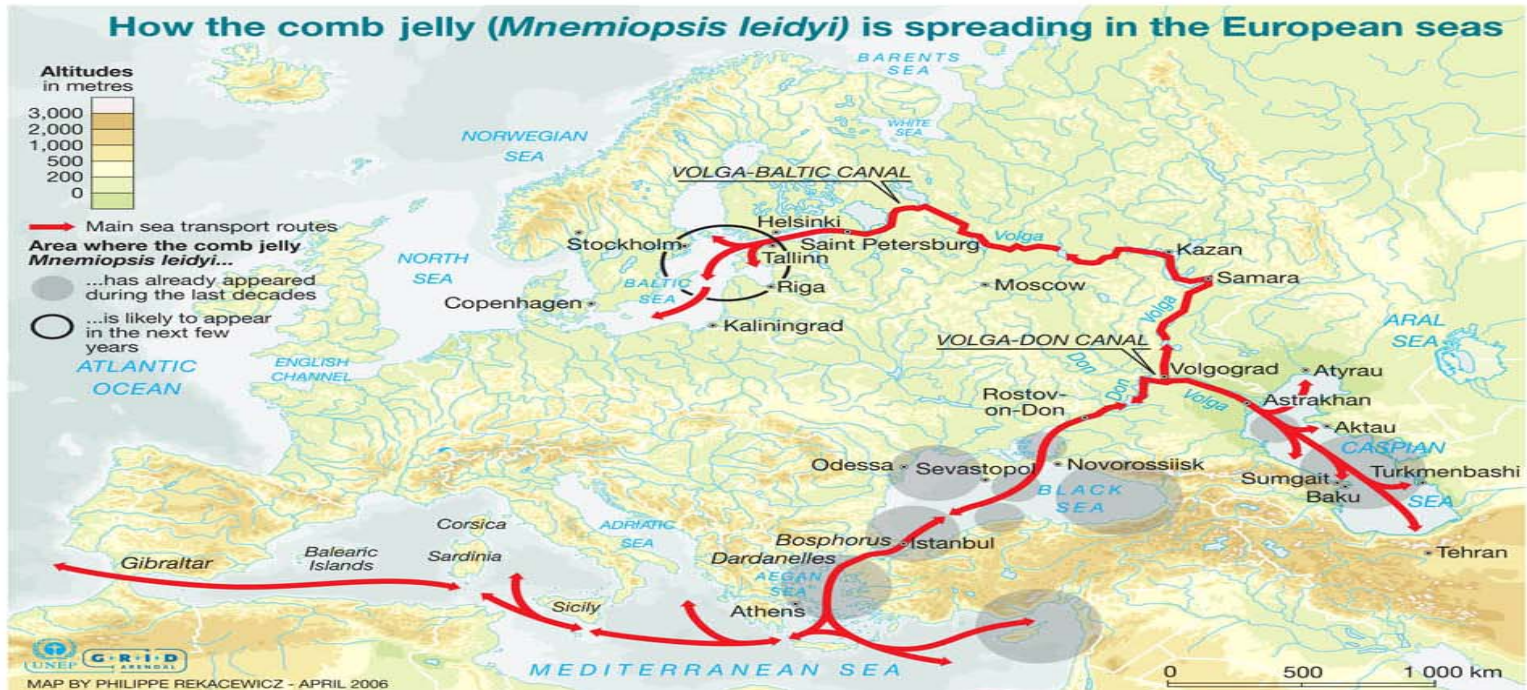 How the comb jelly (Mnemiopsis leidyi) is spreading in the European seas
Altitudes
in metres
3,000
2,000
1,000
500
200
0
Main sea transport routes
Area where the comb jelly
Mnemiopsis leidyi...
...has already appeared
during the last decades
...is likely to appear
in the next few
years
BARENTS
SEA
WHITE
SEA
NORWEGIAN
SEA
VOLGA-BALTIC CANAL
Helsinki
Stockholm
Saint Petersburg
Tallinn
Volga
Kazan
NORTH
SEA
BALTIC
SEA
Riga
Moscow
Samara
Copenhagen
Kaliningrad
Volga
ARAL
SEA
ATLANTIC
OCEAN
ENGLISH
CHANNEL
VOLGA-DON CANAL
Don
Volgograd
Atyrau
Rostov-
on-Don
Don
Volga
Astrakhan
Aktau
CASPIAN
SEA
Odessa
Sevastopol
Novorossiisk
Sumgait
Turkmenbashi
Baku
BLACK
SEA
Corsica
ADRIATIC
SEA
Bosphorus
Istanbul
Gibraltar
Balearic
Islands
Sardinia
Dardanelles
Tehran
AEGAN
SEA
Sicily
Athens
MEDITERRANEAN SEA
UNEP
G R I D
ARENDAL
0 500 1 000 km
MAP BY PHILIPPE REKACEWICZ - APRIL 2006